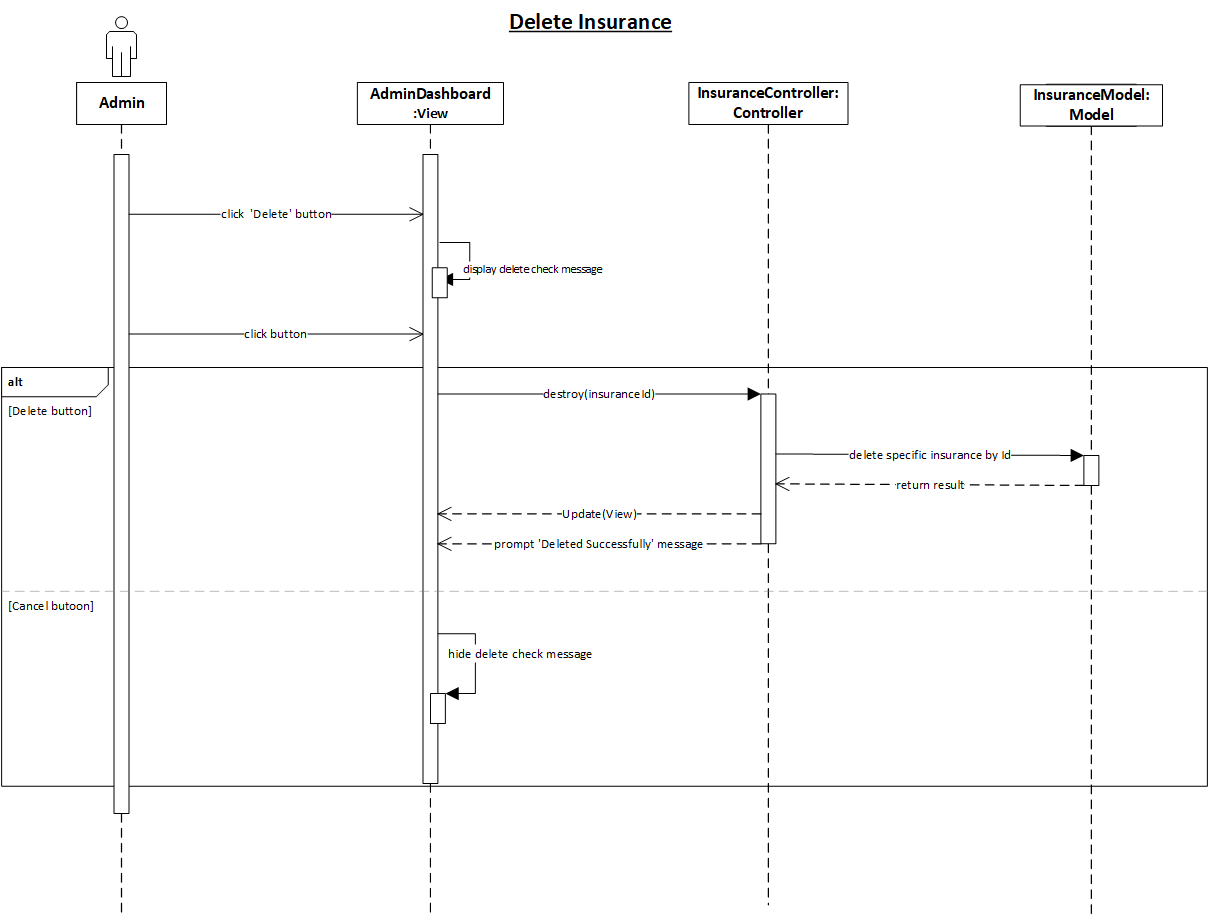 Delete Insurance
Admin
AdminDashboard
:View
InsuranceController:
Controller
InsuranceModel:
Model
click 'Delete' button
display delete check message
click button
alt
[Delete button]
destroy(insuranceId)
delete specific insurance by Id
return result
Update(View)
prompt 'Deleted Successfully' message
[Cancel butoon]
hide delete check message